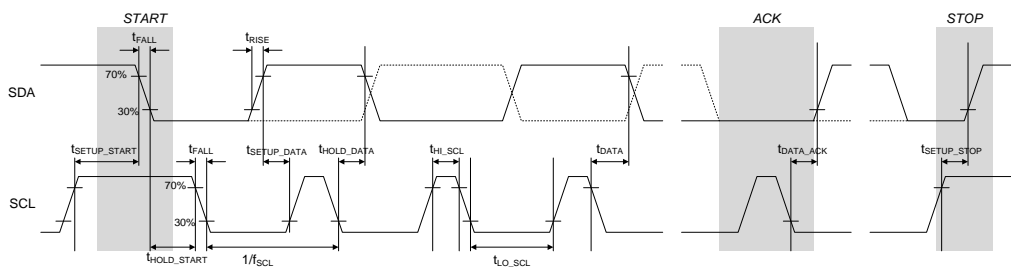 START
ACK
STOP
tFALL
tRISE
70%
SDA
30%
tSETUP_START
tFALL
tSETUP_DATA
tHOLD_DATA
tHI_SCL
tDATA
tDATA_ACK
tSETUP_STOP
70%
SCL
30%
tHOLD_START
1/fSCL
tLO_SCL